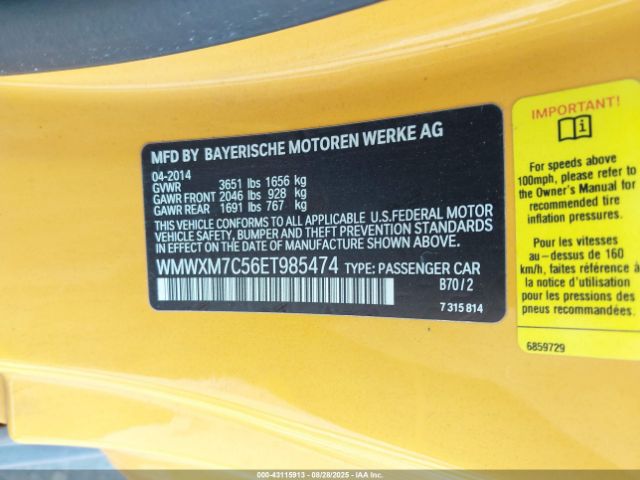 MFD BY BAYERISCHE MOTOREN WERKE AG
04-2014
GVWR 3651 lbs 1656 kg
GAWR FRONT 2046 lbs 928 kg
GAWR REAR 1691 lbs 767 kg
THIS VEHICLE CONFORMS TO ALL APPLICABLE U.S.FEDERAL MOTOR
VEHICLE SAFETY, BUMPER AND THEFT PREVENTION STANDARDS
IN EFFECT ON THE DATE OF MANUFACTURE SHOWN ABOVE.
WMWXM7C56ET985474 TYPE: PASSENGER CAR
B70/2
7 315 814
IMPORTANT!
For speeds above
100mph, please refer to
the Owner's Manual for
recommended tire
inflation pressures.
Pour les vitesses
au-dessus de 160
km/h, faites référence à
la notice d'utilisation
pour les pressions des
pneus recommandées.
6859729
000-43115913 - 08/28/2025 - IAAI.COM